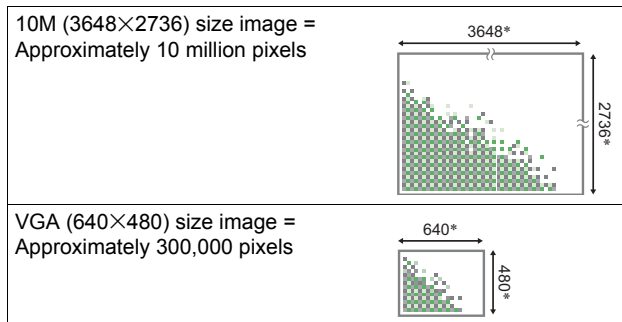 10M (3648×2736) size image =
Approximately 10 million pixels
3648*
2736*
VGA (640×480) size image =
Approximately 300,000 pixels
640*
480*